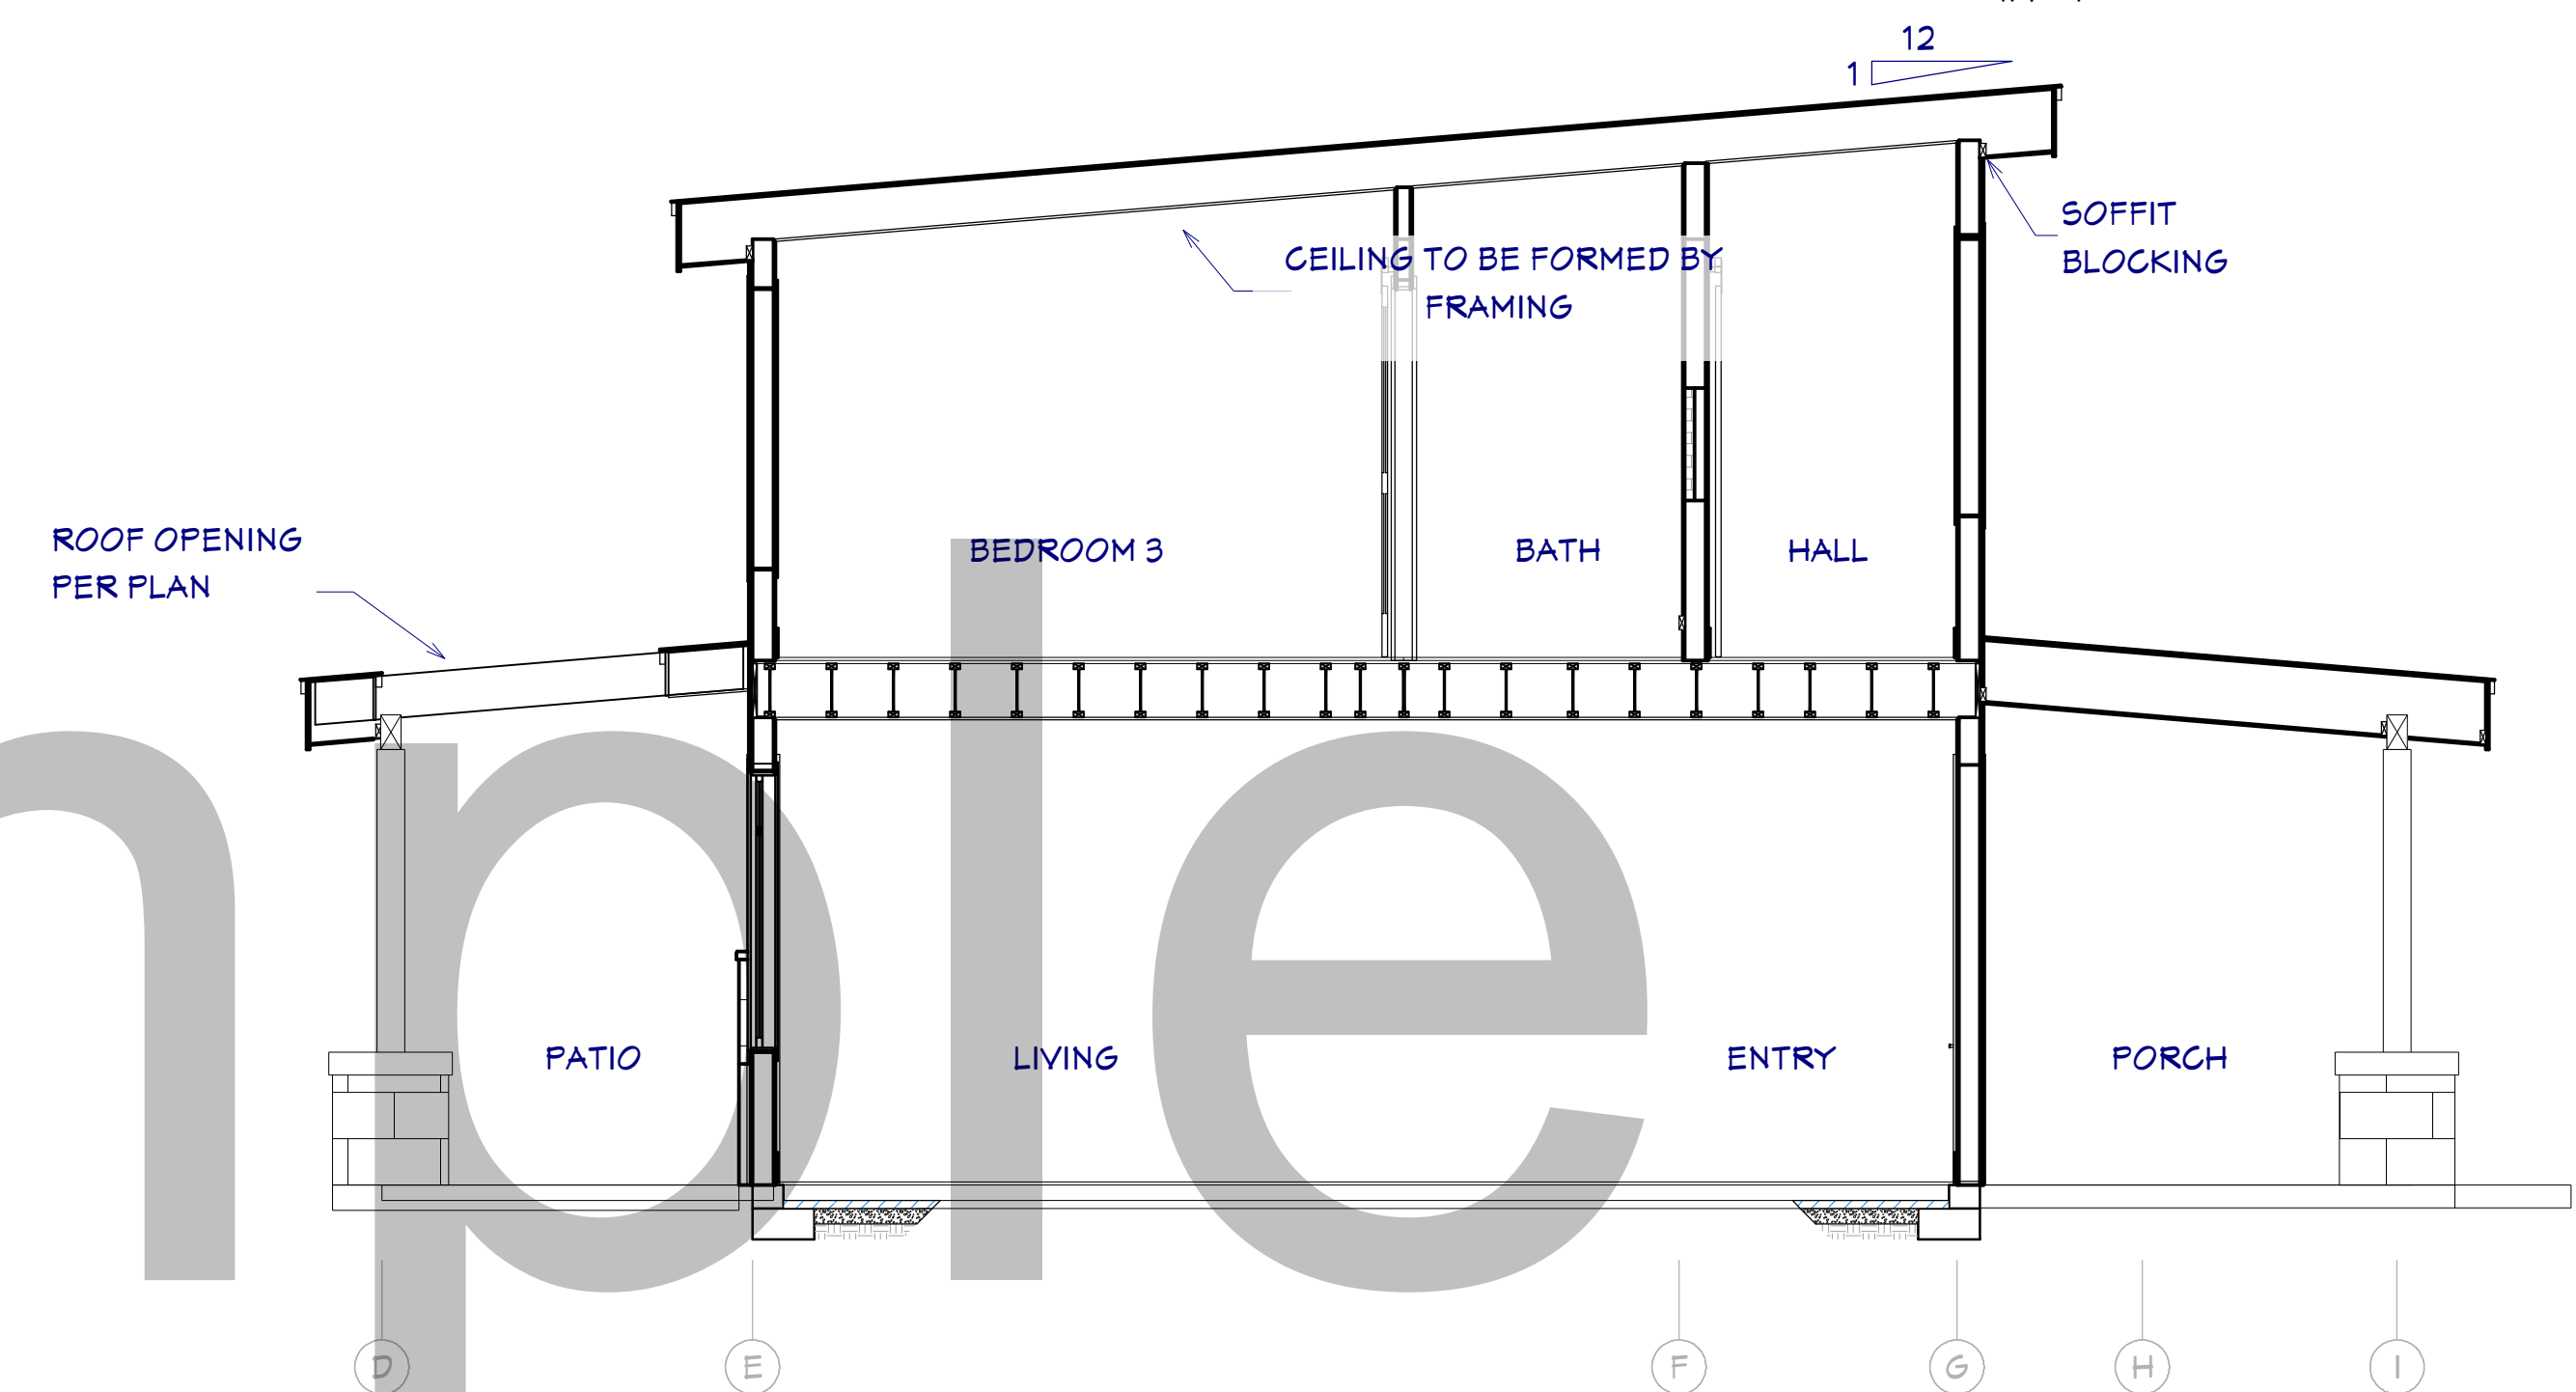 12
1
SOFFIT
BLOCKING
CEILING TO BE FORMED BY
FRAMING
ROOF OPENING
PER PLAN
BEDROOM 3
BATH
HALL
PATIO
LIVING
ENTRY
PORCH
mple
D
E
F
G
H
I